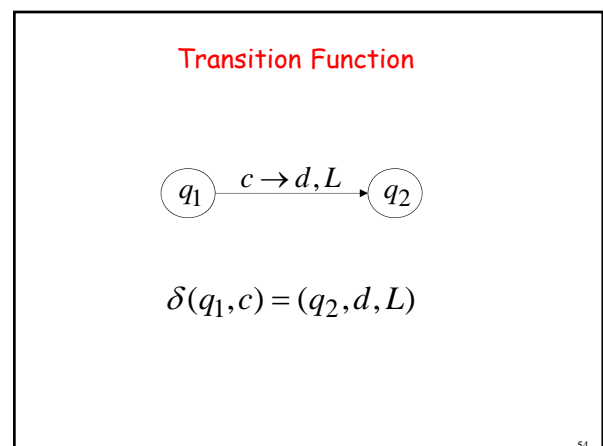 Transition Function
q₁ c → d, L q₂
δ(q₁, c) = (q₂, d, L)
54